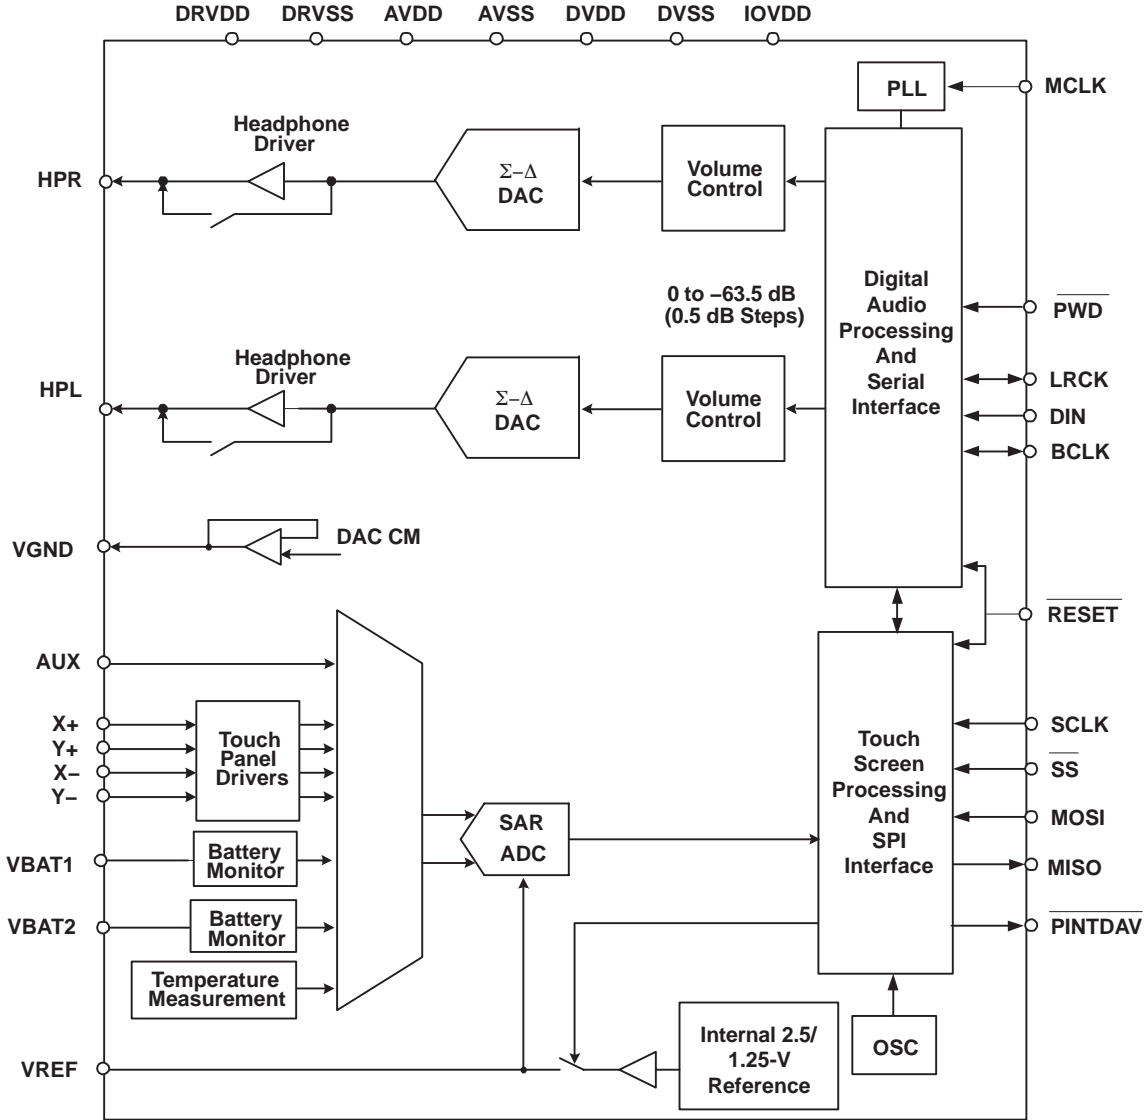 DRVDD DRVSS AVDD AVSS DVDD DVSS IOVDD
PLL
MCLK
Headphone
Driver
HPR
Σ–Δ
DAC
Volume
Control
0 to –63.5 dB
(0.5 dB Steps)
Digital
Audio
Processing
And
Serial
Interface
PWD
LRCK
DIN
BCLK
Headphone
Driver
HPL
Σ–Δ
DAC
Volume
Control
VGND
DAC CM
RESET
AUX
X+
Y+
X–
Y–
Touch
Panel
Drivers
VBAT1
Battery
Monitor
VBAT2
Battery
Monitor
Temperature
Measurement
SAR
ADC
Touch
Screen
Processing
And
SPI
Interface
SCLK
SS
MOSI
MISO
PINTDAV
VREF
Internal 2.5/
1.25-V
Reference
OSC